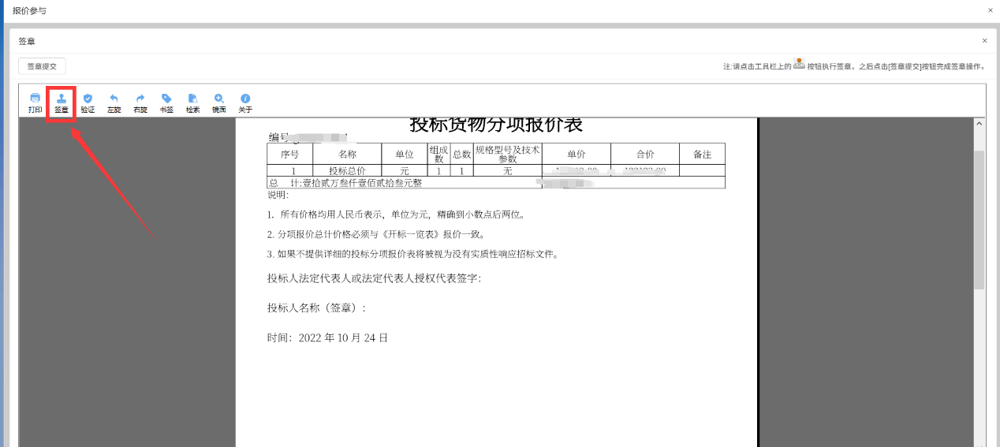 报价参与
签章
签章提交
注:请点击工具栏上的 按钮执行签章，之后点击[签章提交]按钮完成签章操作。
打印 签章 验证 左旋 右旋 书签 检索 镜面 关于
投标货物分项报价表
编号
序号 名称 单位 组成数 总数 规格型号及技术参数 单价 合价 备注
1 投标总价 元 1 1 无
总 计:壹拾贰万叁仟壹佰贰拾叁元整
说明:
1. 所有价格均用人民币表示，单位为元，精确到小数点后两位。
2. 分项报价总计价格必须与《开标一览表》报价一致。
3. 如果不提供详细的投标分项报价表将被视为没有实质性响应招标文件。
投标人法定代表人或法定代表人授权代表签字:
投标人名称（签章）:
时间: 2022 年 10 月 24 日